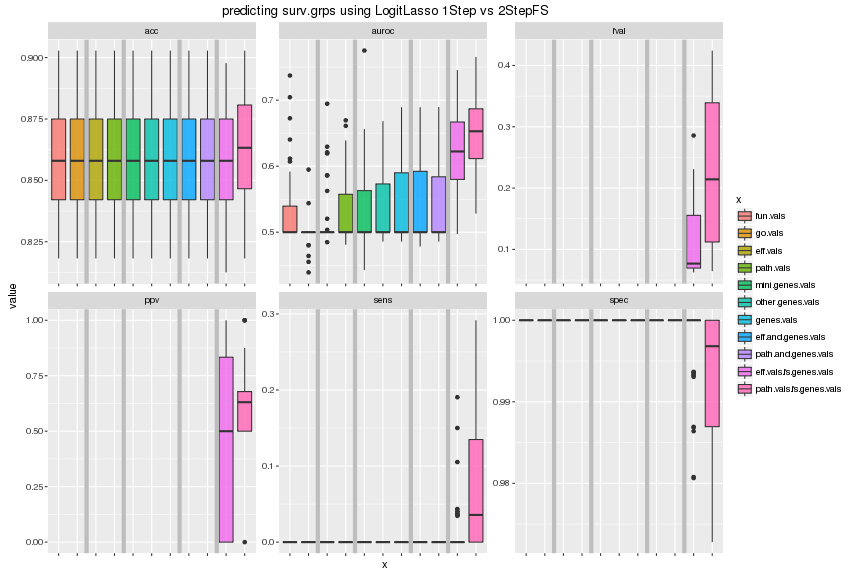 predicting surv.grps using LogitLasso 1Step vs 2StepFS
acc
auroc
fval
0.900
0.875
0.850
0.825
0.7
0.6
0.5
0.4
0.3
0.2
0.1
value
ppv
sens
spec
1.00
0.75
0.50
0.25
0.00
0.3
0.2
0.1
0.0
1.00
0.99
0.98
x
x
fun.vals
go.vals
eff.vals
path.vals
mini.genes.vals
other.genes.vals
genes.vals
eff.and.genes.vals
path.and.genes.vals
eff.vals.fs.genes.vals
path.vals.fs.genes.vals